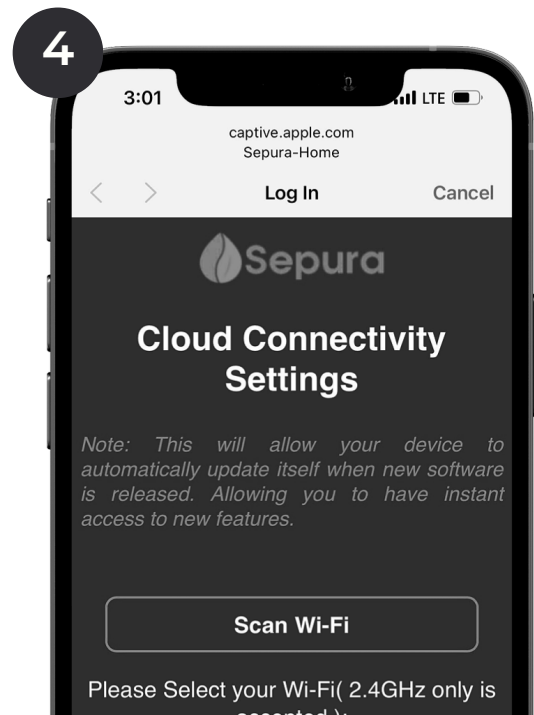 4
3:01
LTE
captive.apple.com
Sepura-Home
Log In
Cancel
Sepura
Cloud Connectivity
Settings
Note: This will allow your device to
automatically update itself when new software
is released. Allowing you to have instant
access to new features.
Scan Wi-Fi
Please Select your Wi-Fi( 2.4GHz only is
accepted ):